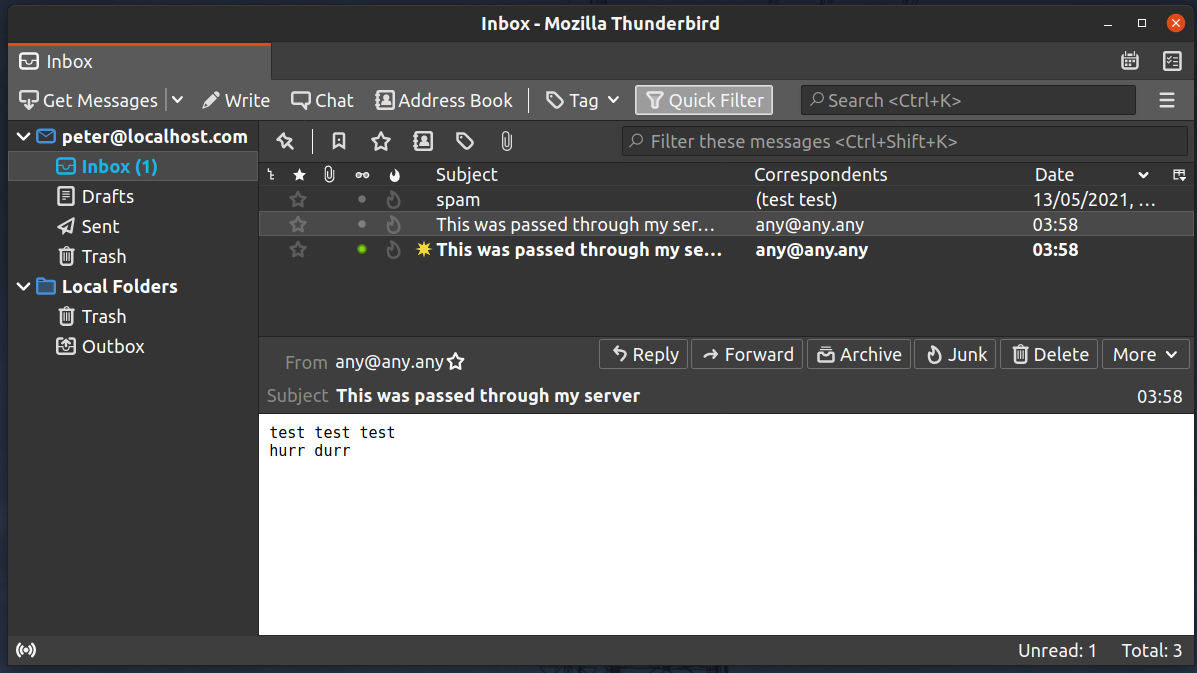 Inbox - Mozilla Thunderbird
Inbox
Get Messages Write Chat Address Book Tag Quick Filter Search <Ctrl+K>
peter@localhost.com
Inbox (1)
Drafts
Sent
Trash
Local Folders
Trash
Outbox
Filter these messages <Ctrl+Shift+K>
Subject Correspondents Date
spam (test test) 13/05/2021, ...
This was passed through my ser... any@any.any 03:58
This was passed through my se... any@any.any 03:58
From any@any.any Reply Forward Archive Junk Delete More
Subject This was passed through my server 03:58
test test test
hurr durr
Unread: 1 Total: 3